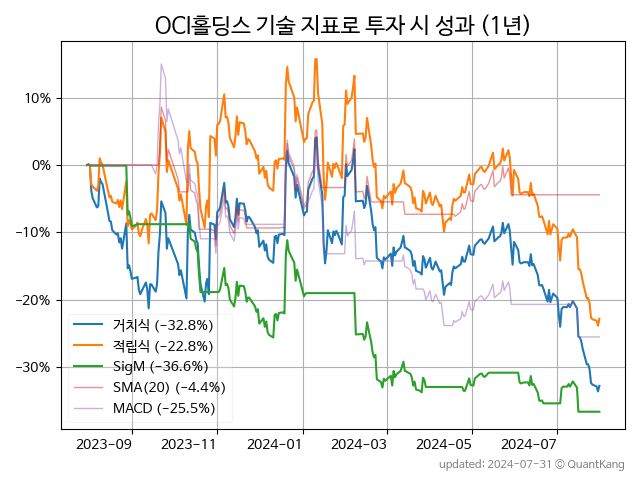 OCI홀딩스 기술 지표로 투자 시 성과 (1년)
10%
0%
−10%
−20%
−30%
거치식 (−32.8%)
적립식 (−22.8%)
SigM (−36.6%)
SMA(20) (−4.4%)
MACD (−25.5%)
2023−09
2023−11
2024−01
2024−03
2024−05
2024−07
updated: 2024-07-31 © QuantKang